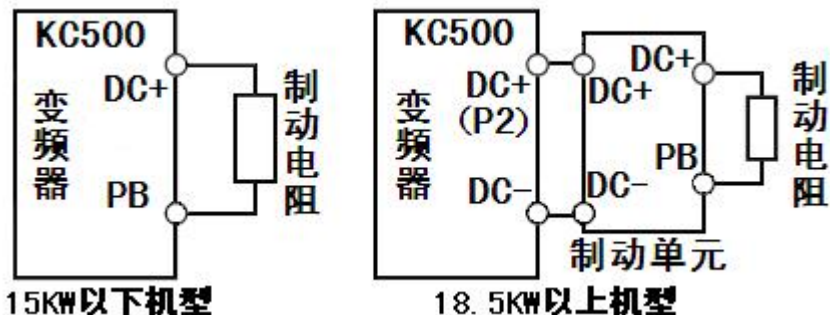 KC500
变频器
DC+
PB
制动电阻
15KW以下机型
KC500
变频器
DC+
(P2)
DC-
DC+
DC-
DC+
PB
制动电阻
制动单元
18.5KW以上机型